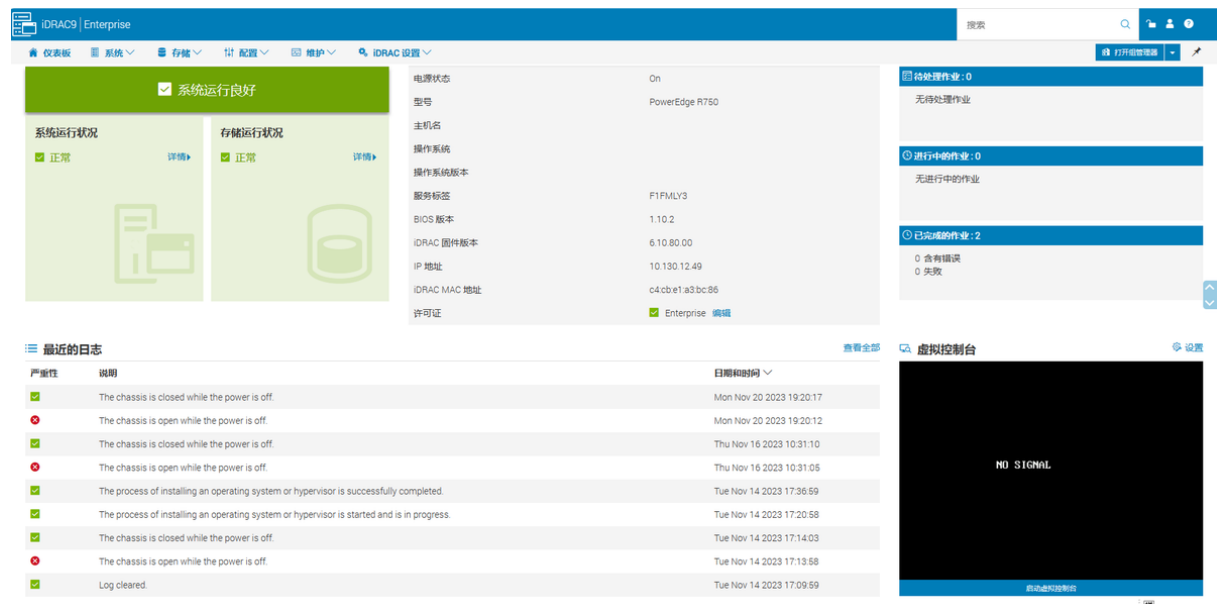 iDRAC9 | Enterprise
搜索
仪表板 系统 存储 配置 维护 iDRAC 设置
打开组管理器
系统运行良好
系统运行状况
正常 详情
存储运行状况
正常 详情
电源状态 On
型号 PowerEdge R750
主机名
操作系统
操作系统版本
服务标签 F1FMLY3
BIOS 版本 1.10.2
iDRAC 固件版本 6.10.80.00
IP 地址 10.130.12.49
iDRAC MAC 地址 c4:cb:e1:a3:bc:86
许可证 Enterprise 编辑
待处理作业: 0
无待处理作业
进行中的作业: 0
无进行中的作业
已完成的作业: 2
0 含有错误
0 失败
最近的日志 查看全部
严重性 说明 日期和时间
The chassis is closed while the power is off. Mon Nov 20 2023 19:20:17
The chassis is open while the power is off. Mon Nov 20 2023 19:20:12
The chassis is closed while the power is off. Thu Nov 16 2023 10:31:10
The chassis is open while the power is off. Thu Nov 16 2023 10:31:05
The process of installing an operating system or hypervisor is successfully completed. Tue Nov 14 2023 17:36:59
The process of installing an operating system or hypervisor is started and is in progress. Tue Nov 14 2023 17:20:58
The chassis is closed while the power is off. Tue Nov 14 2023 17:14:03
The chassis is open while the power is off. Tue Nov 14 2023 17:13:58
Log cleared. Tue Nov 14 2023 17:09:59
虚拟控制台 设置
NO SIGNAL
启动虚拟控制台